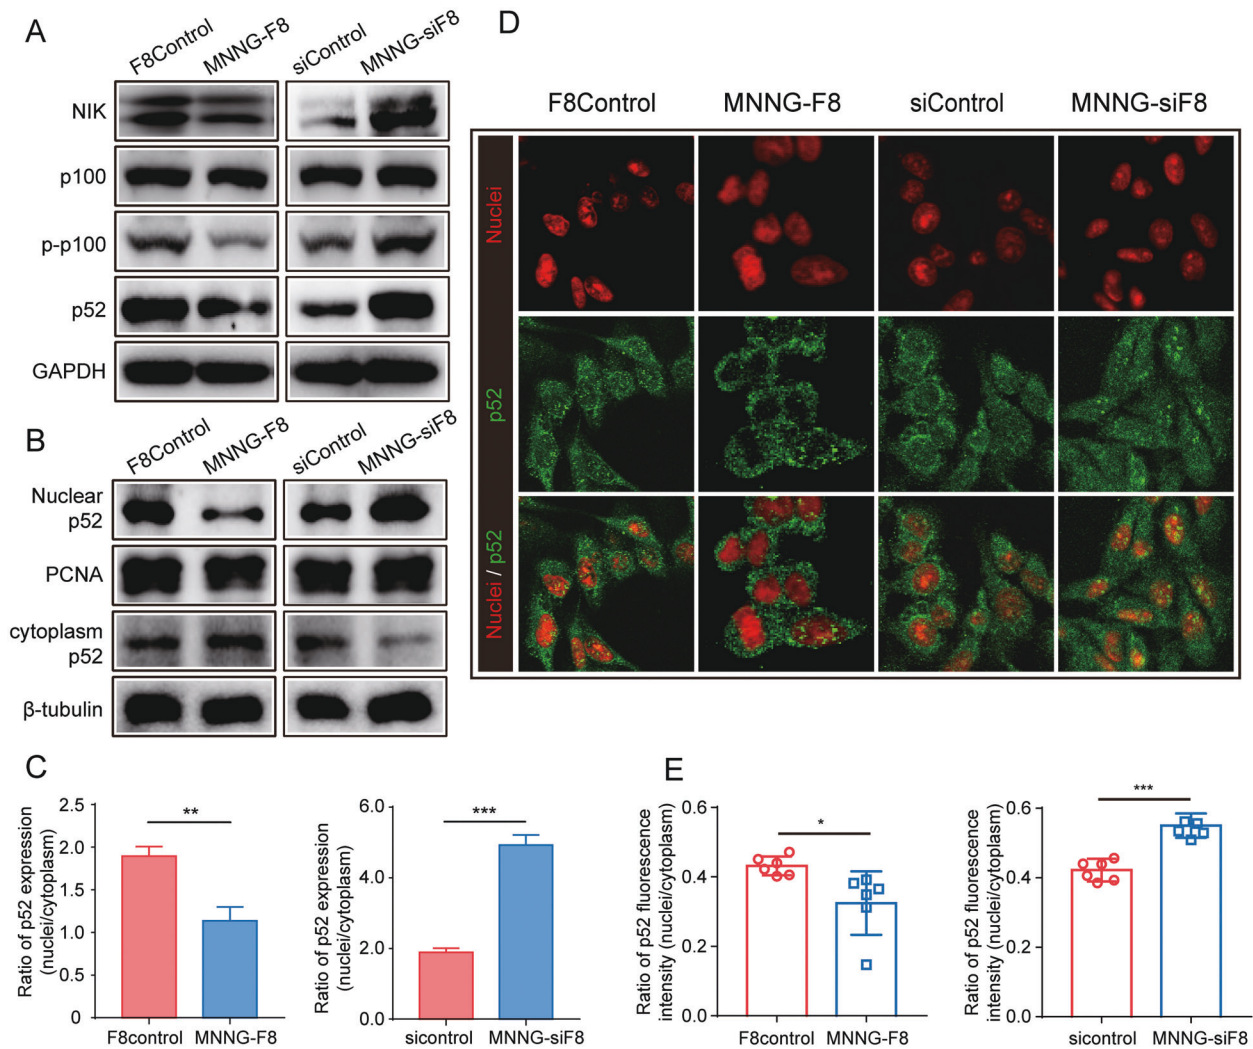 A
F8Control
MNNG-F8
siControl
MNNG-siF8
NIK
p100
p-p100
p52
GAPDH
B
F8Control
MNNG-F8
siControl
MNNG-siF8
Nuclear
p52
PCNA
cytoplasm
p52
β-tubulin
C
Ratio of p52 expression
(nuclei/cytoplasm)
2.5
2.0
1.5
1.0
0.5
0
**
F8control
MNNG-F8
Ratio of p52 expression
(nuclei/cytoplasm)
6.0
4.0
2.0
0.0
***
sicontrol
MNNG-siF8
D
F8Control
MNNG-F8
siControl
MNNG-siF8
Nuclei
p52
Nuclei / p52
E
Ratio of p52 fluorescence
intensity (nuclei/cytoplasm)
0.6
0.4
0.2
0.0
*
F8control
MNNG-F8
Ratio of p52 fluorescence
intensity (nuclei/cytoplasm)
0.6
0.4
0.2
0.0
***
sicontrol
MNNG-siF8